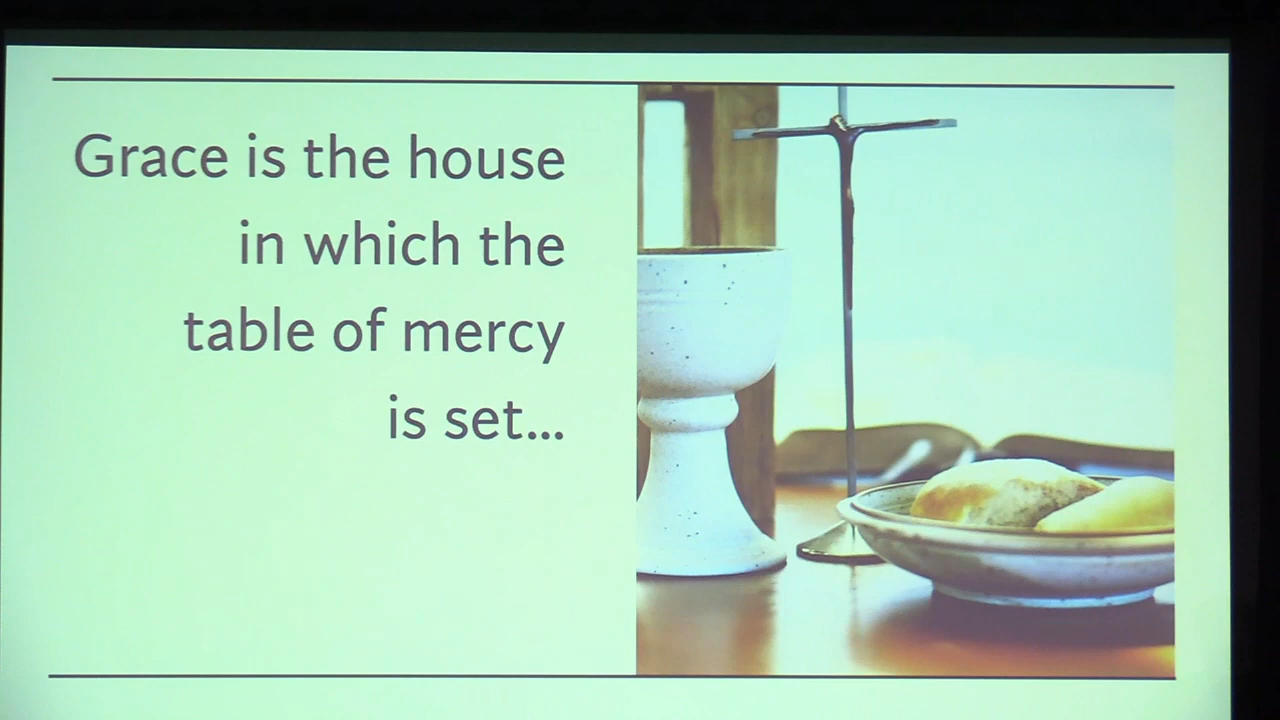 Grace is the house
in which the
table of mercy
is set...